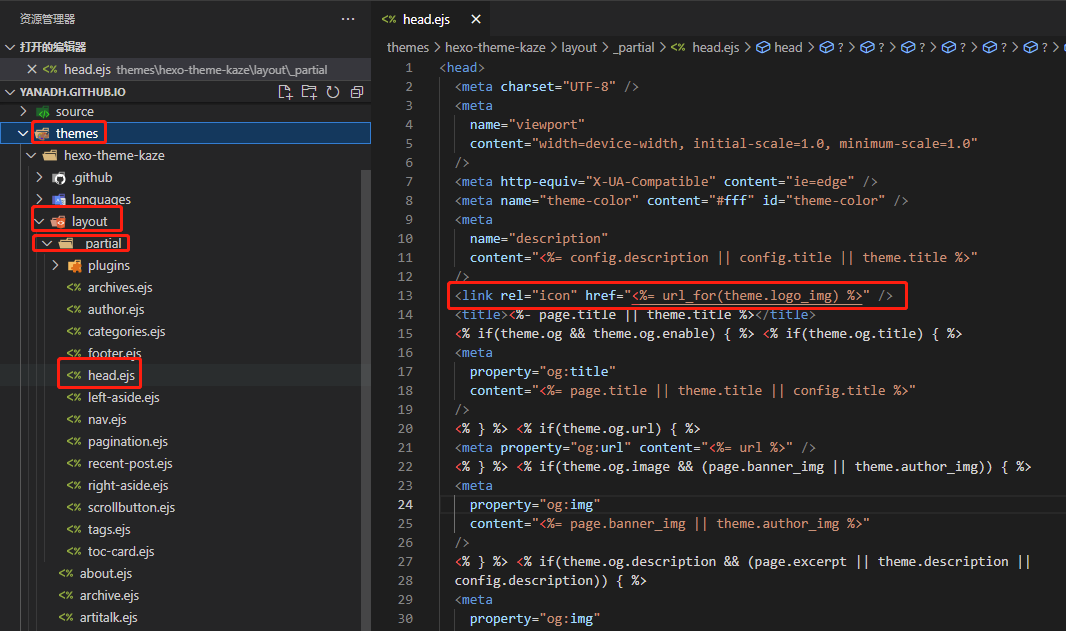 资源管理器
打开的编辑器
head.ejs themes\hexo-theme-kaze\layout\_partial
YANADH.GITHUB.IO
source
themes
hexo-theme-kaze
.github
languages
layout
_partial
plugins
archives.ejs
author.ejs
categories.ejs
footer.ejs
head.ejs
left-aside.ejs
nav.ejs
pagination.ejs
recent-post.ejs
right-aside.ejs
scrollbutton.ejs
tags.ejs
toc-card.ejs
about.ejs
archive.ejs
artitalk.ejs
head.ejs
themes > hexo-theme-kaze > layout > _partial > <%> head.ejs > head > ? > ? > ? > ? > ? > ? >
1 <head>
2 <meta charset="UTF-8" />
3 <meta
4 name="viewport"
5 content="width=device-width, initial-scale=1.0, minimum-scale=1.0"
6 />
7 <meta http-equiv="X-UA-Compatible" content="ie=edge" />
8 <meta name="theme-color" content="#fff" id="theme-color" />
9 <meta
10 name="description"
11 content="<%= config.description || config.title || theme.title %>"
12 />
13 <link rel="icon" href="<%= url_for(theme.logo_img) %>" />
14 <title><%- page.title || theme.title %></title>
15 <% if(theme.og && theme.og.enable) { %> <% if(theme.og.title) { %>
16 <meta
17 property="og:title"
18 content="<%= page.title || theme.title || config.title %>"
19 />
20 <% } %> <% if(theme.og.url) { %>
21 <meta property="og:url" content="<%= url %>" />
22 <% } %> <% if(theme.og.image && (page.banner_img || theme.author_img)) { %>
23 <meta
24 property="og:img"
25 content="<%= page.banner_img || theme.author_img %>"
26 />
27 <% } %> <% if(theme.og.description && (page.excerpt || theme.description ||
28 config.description)) { %>
29 <meta
30 property="og:img"